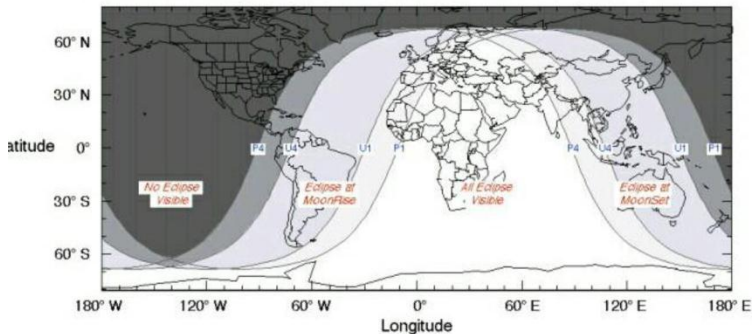 60° N
30° N
atitude 0° P4 U4 U1 P1 P4 U4 U1 P1
No Eclipse Visible Eclipse at MoonRise All Eclipse Visible Eclipse at MoonSet
30° S
60° S
180° W 120° W 60° W 0° 60° E 120° E 180° E
Longitude